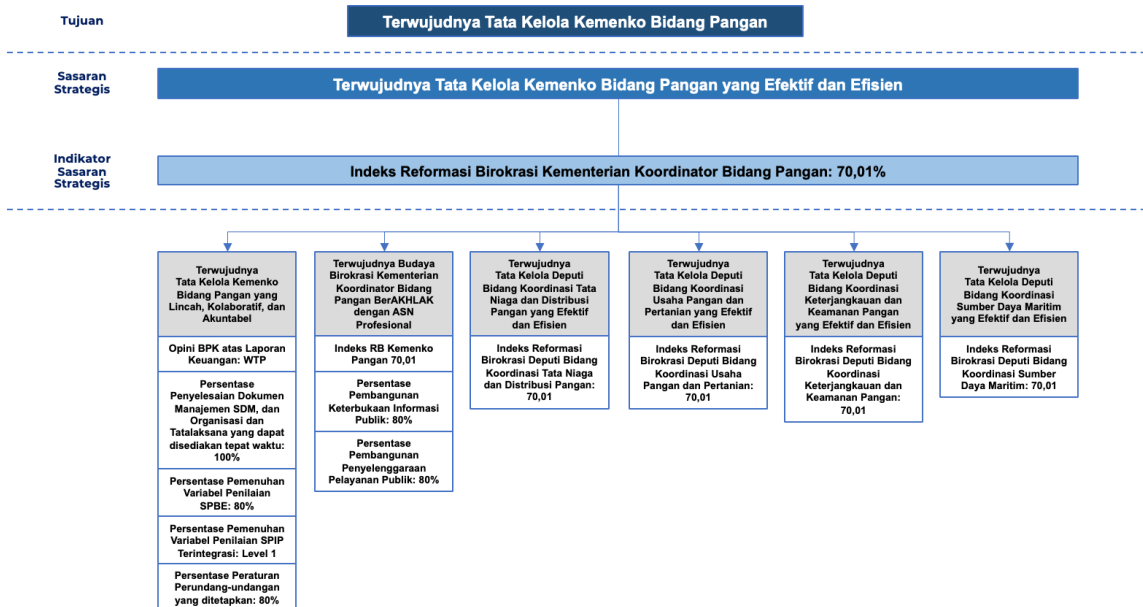 Tujuan
Terwujudnya Tata Kelola Kemenko Bidang Pangan
Sasaran
Strategis
Terwujudnya Tata Kelola Kemenko Bidang Pangan yang Efektif dan Efisien
Indikator
Sasaran
Strategis
Indeks Reformasi Birokrasi Kementerian Koordinator Bidang Pangan: 70,01%
Terwujudnya
Tata Kelola Kemenko
Bidang Pangan yang
Lincah, Kolaboratif, dan
Akuntabel
Opini BPK atas Laporan
Keuangan: WTP
Persentase
Penyelesaian Dokumen
Manajemen SDM, dan
Organisasi dan
Tatalaksana yang dapat
disediakan tepat waktu:
100%
Persentase Pemenuhan
Variabel Penilaian
SPBE: 80%
Persentase Pemenuhan
Variabel Penilaian SPIP
Terintegrasi: Level 1
Persentase Peraturan
Perundang-undangan
yang ditetapkan: 80%
Terwujudnya Budaya
Birokrasi Kementerian
Koordinator Bidang
Pangan BerAKHLAK
dengan ASN
Profesional
Indeks RB Kemenko
Pangan 70,01
Persentase
Pembangunan
Keterbukaan Informasi
Publik: 80%
Persentase
Pembangunan
Penyelenggaraan
Pelayanan Publik: 80%
Terwujudnya
Tata Kelola Deputi
Bidang Koordinasi Tata
Niaga dan Distribusi
Pangan yang Efektif
dan Efisien
Indeks Reformasi
Birokrasi Deputi Bidang
Koordinasi Tata Niaga
dan Distribusi Pangan:
70,01
Terwujudnya
Tata Kelola Deputi
Bidang Koordinasi
Usaha Pangan dan
Pertanian yang Efektif
dan Efisien
Indeks Reformasi
Birokrasi Deputi Bidang
Koordinasi Usaha
Pangan dan Pertanian:
70,01
Terwujudnya
Tata Kelola Deputi
Bidang Koordinasi
Keterjangkauan dan
Keamanan Pangan
yang Efektif dan Efisien
Indeks Reformasi
Birokrasi Deputi Bidang
Koordinasi
Keterjangkauan dan
Keamanan Pangan:
70,01
Terwujudnya
Tata Kelola Deputi
Bidang Koordinasi
Sumber Daya Maritim
yang Efektif dan Efisien
Indeks Reformasi
Birokrasi Deputi Bidang
Koordinasi Sumber
Daya Maritim: 70,01